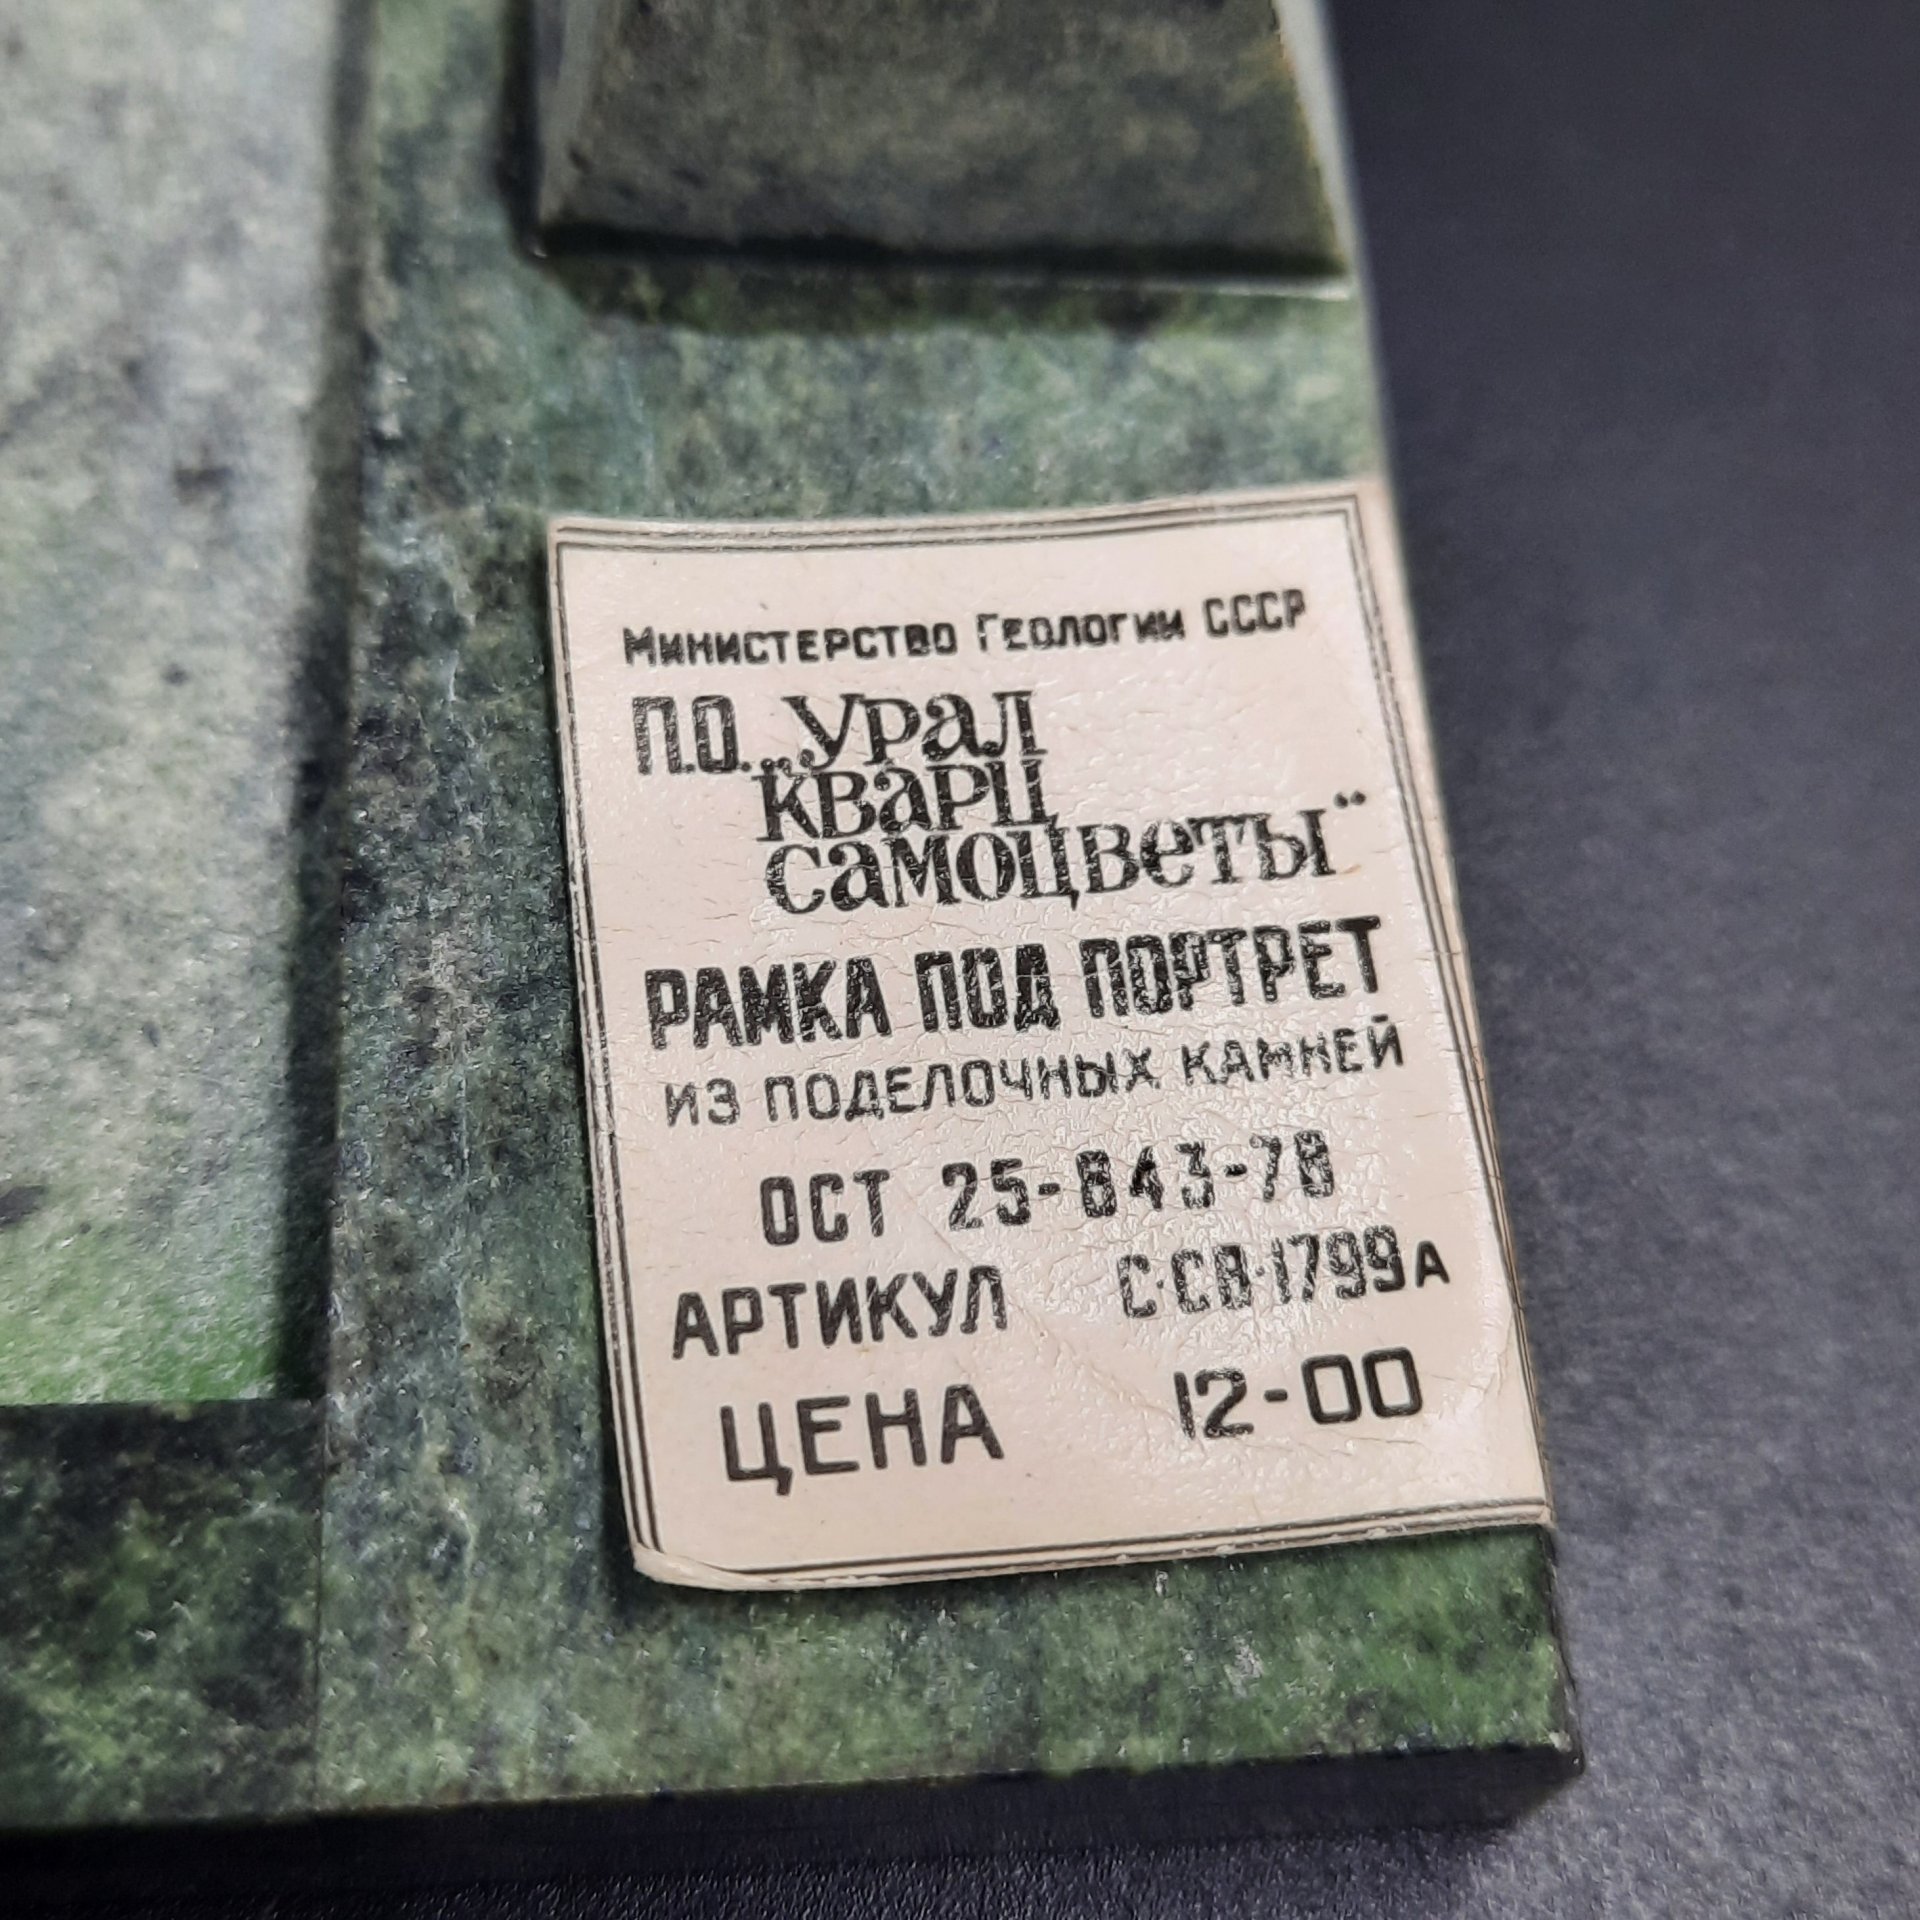 Министерство Геологии СССР
П.О. „Урал
кварц
самоцветы“
РАМКА ПОД ПОРТРЕТ
ИЗ ПОДЕЛОЧНЫХ КАМНЕЙ
ОСТ 25-843-78
АРТИКУЛ С·СВ·1799А
ЦЕНА 12-00